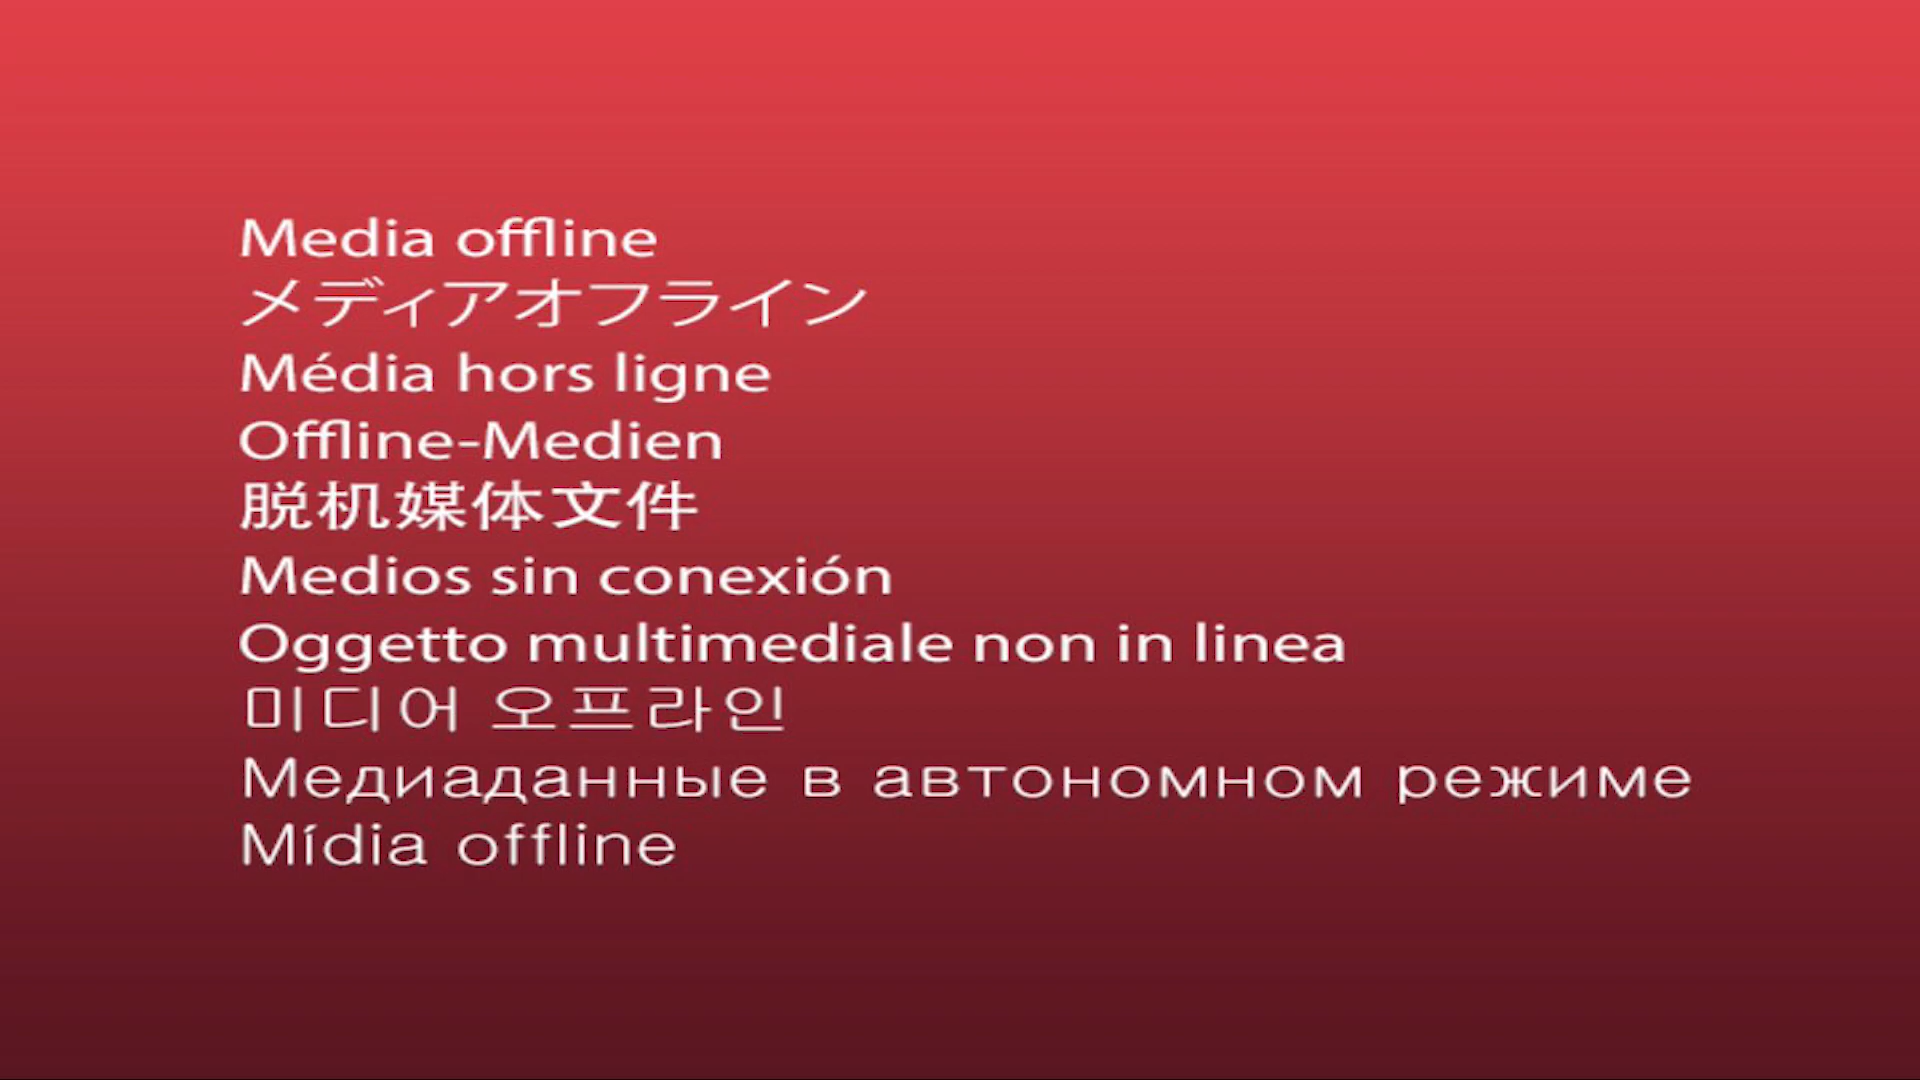 Media offline
メディアオフライン
Média hors ligne
Offline-Medien
脱机媒体文件
Medios sin conexión
Oggetto multimediale non in linea
미디어 오프라인
Медиаданные в автономном режиме
Mídia offline